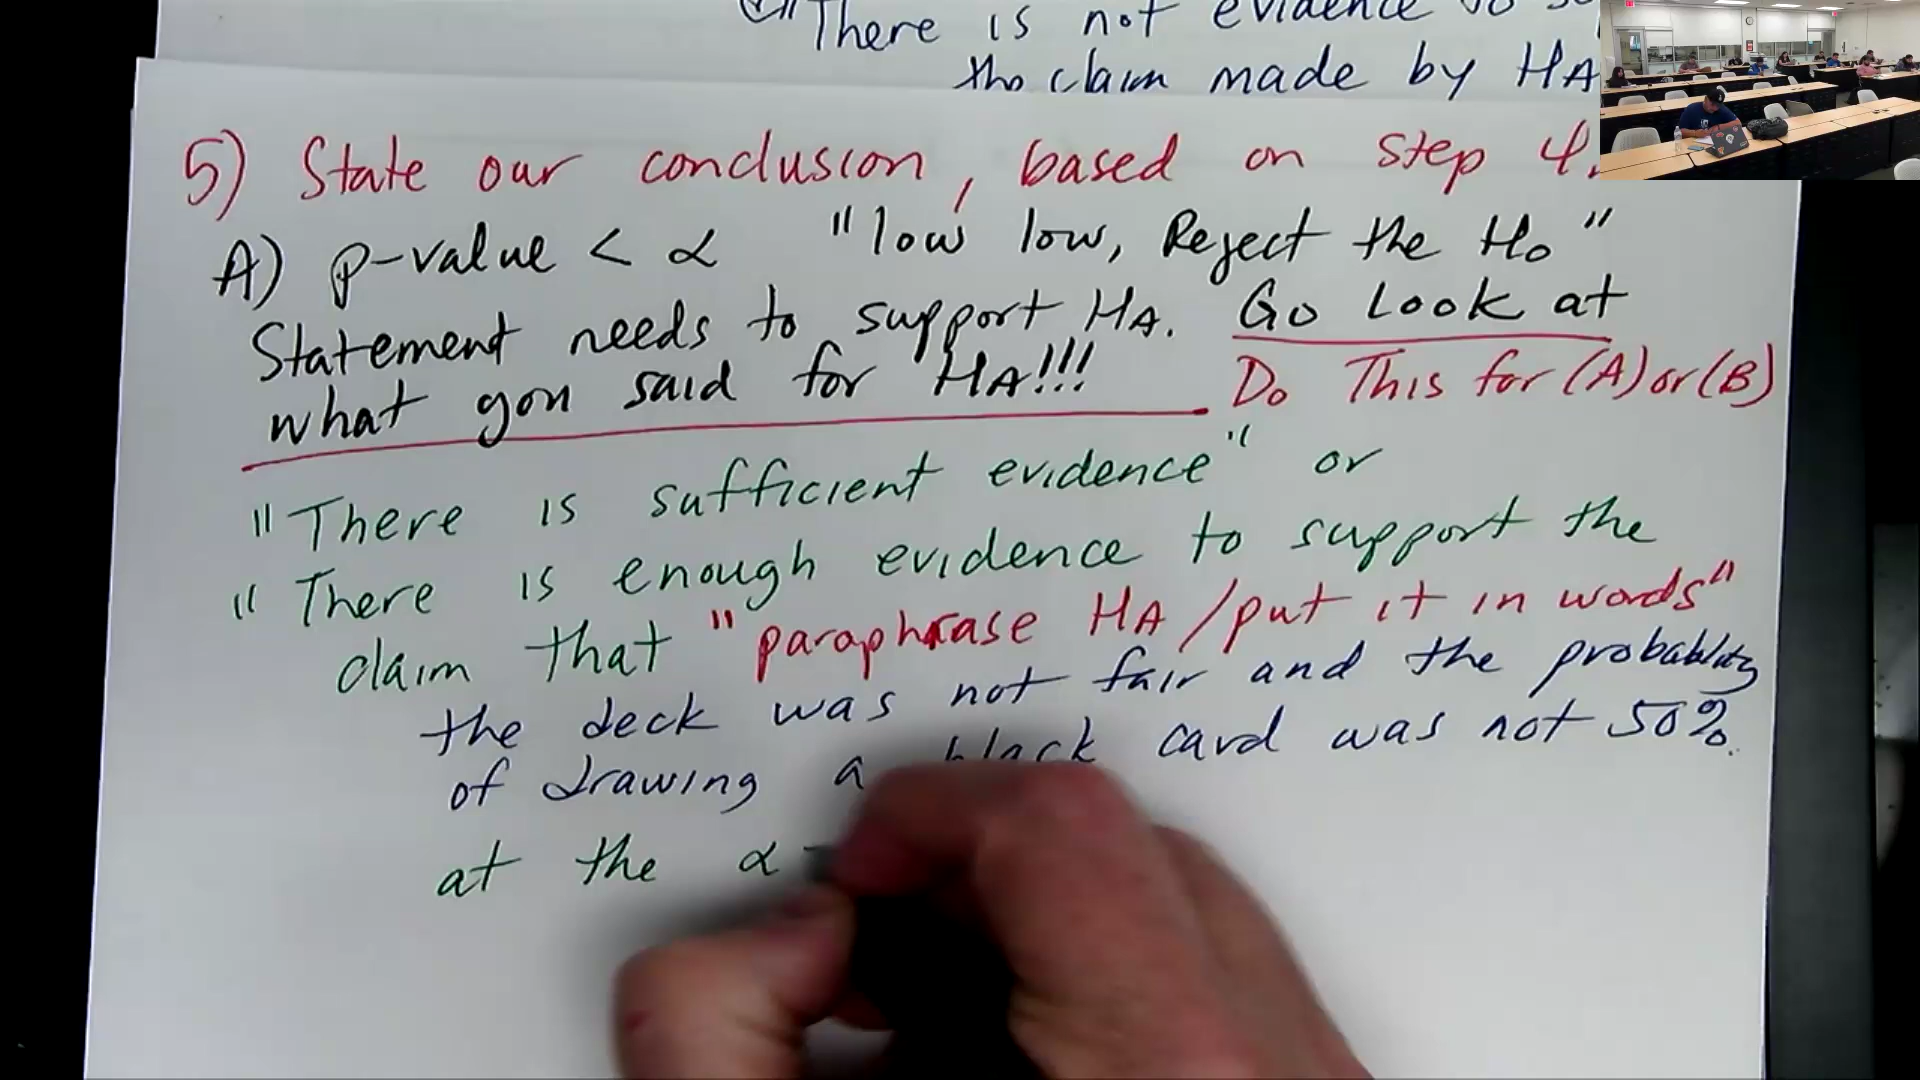 "There is not evidence to
the claim made by HA
5) State our conclusion, based on step 4.
A) p-value < α "low low, Reject the Ho"
Statement needs to support HA. Go Look at
what you said for HA!!! Do This for (A) or (B)
"There is sufficient evidence" or
"There is enough evidence to support the
claim that "paraphrase HA/put it in words"
the deck was not fair and the probability
of drawing a black card was not 50%.
at the α